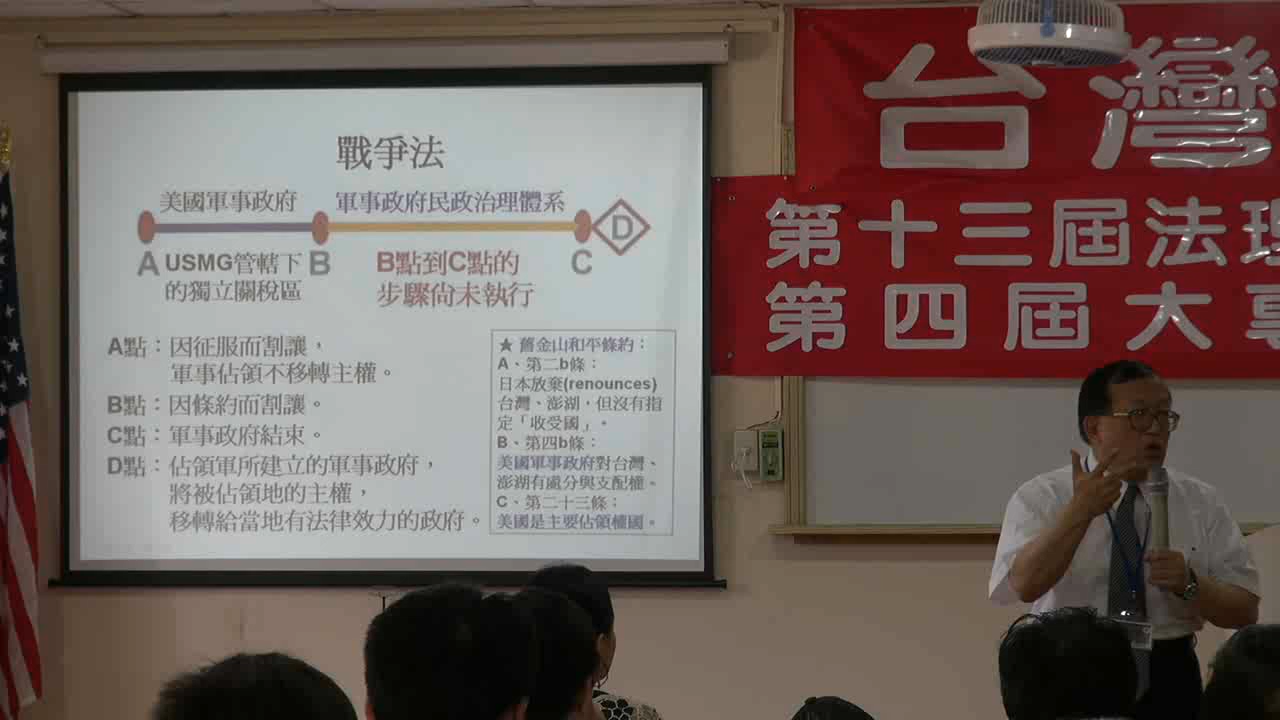 戰爭法
美國軍事政府
軍事政府民政治理體系
D
A
USMG管轄下
的獨立關稅區
B
B點到C點的
步驟尚未執行
C
A點：因征服而割讓，
軍事佔領不移轉主權。
B點：因條約而割讓。
C點：軍事政府結束。
D點：佔領軍所建立的軍事政府，
將被佔領地的主權，
移轉給當地有法律效力的政府。
★ 舊金山和平條約：
A、第二b條：
日本放棄(renounces)
台灣、澎湖，但沒有指
定「收受國」。
B、第四b條：
美國軍事政府對台灣、
澎湖有處分與支配權。
C、第二十三條：
美國是主要佔領權國。
台灣
第十三屆法理
第四屆大專